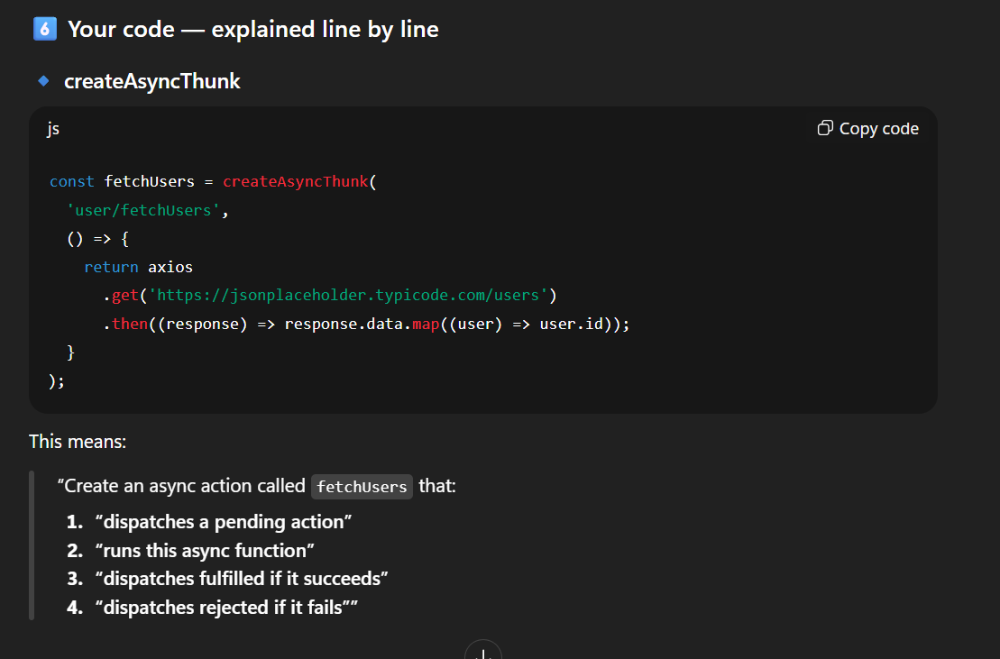 6 Your code — explained line by line
createAsyncThunk
js
Copy code
const fetchUsers = createAsyncThunk(
  'user/fetchUsers',
  () => {
    return axios
      .get('https://jsonplaceholder.typicode.com/users')
      .then((response) => response.data.map((user) => user.id));
  }
);
This means:
“Create an async action called fetchUsers that:
1. “dispatches a pending action”
2. “runs this async function”
3. “dispatches fulfilled if it succeeds”
4. “dispatches rejected if it fails””